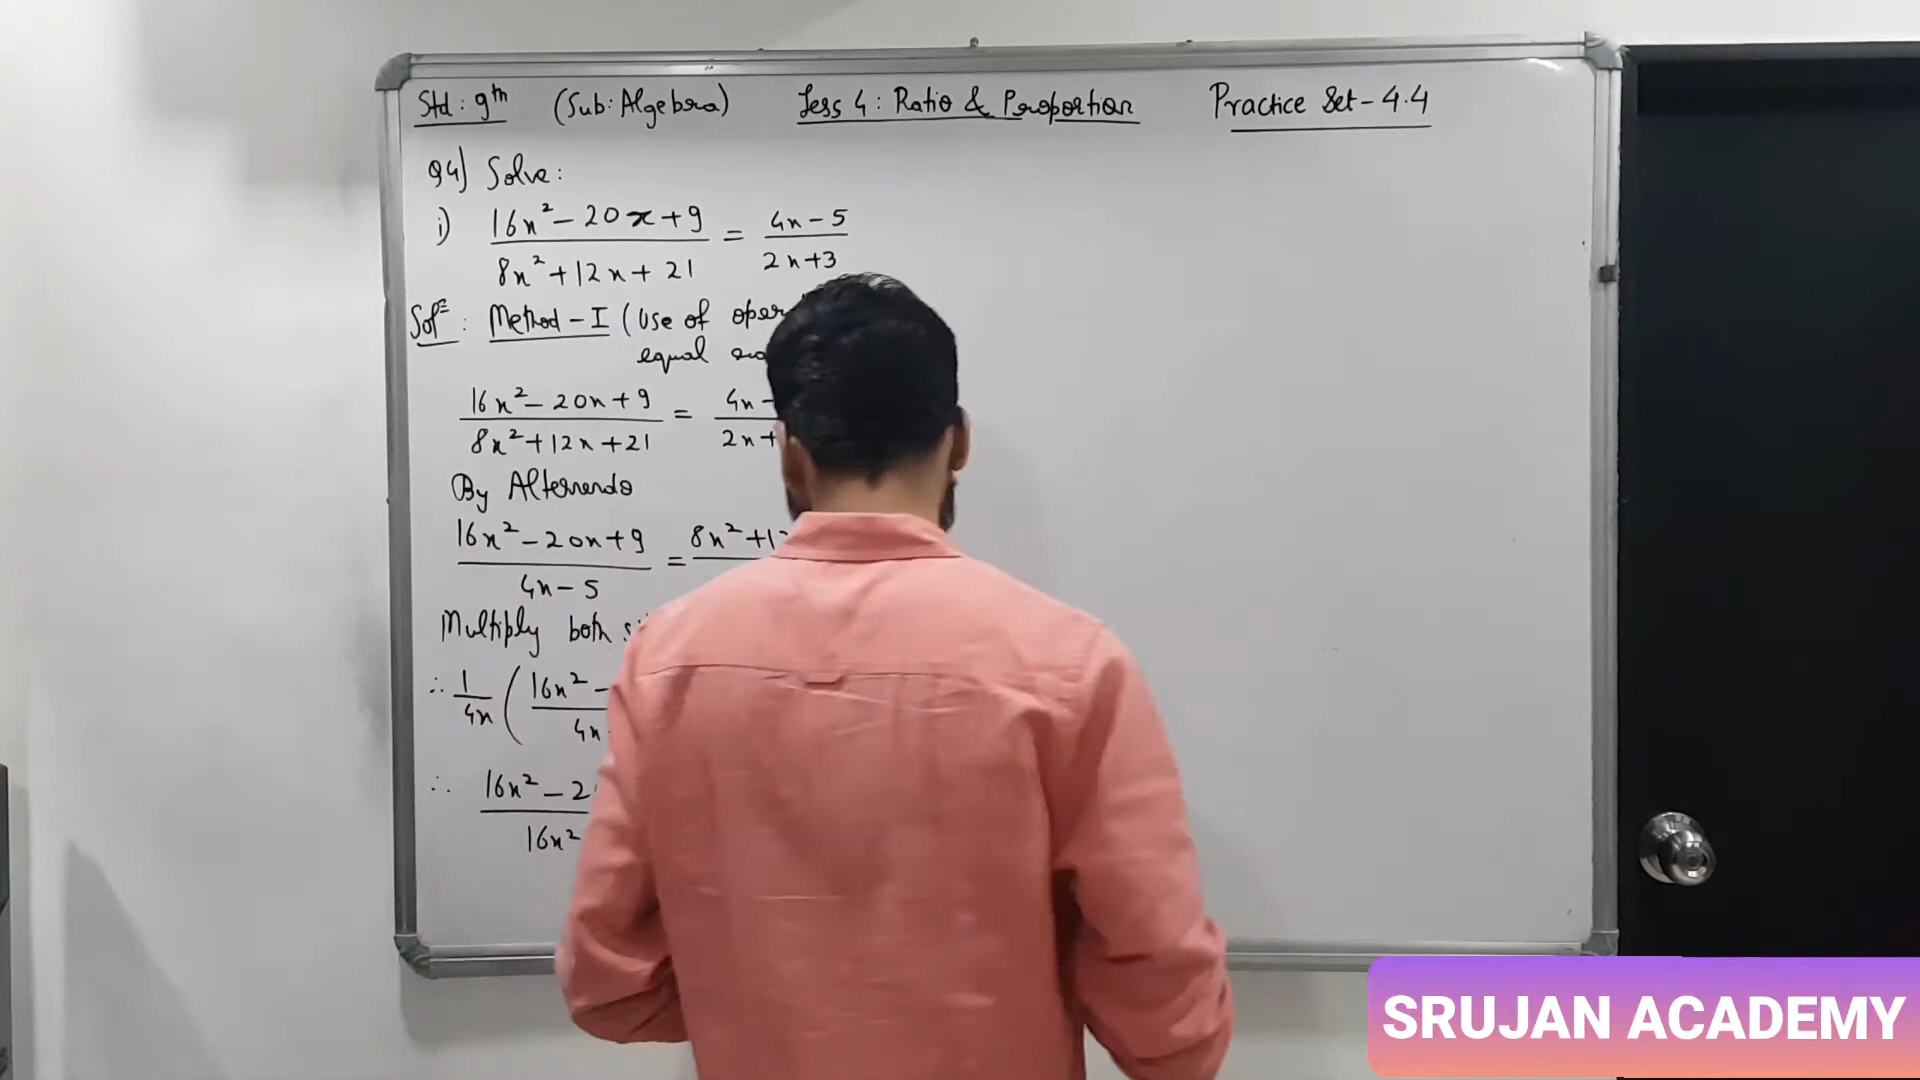 Std : 9th (Sub: Algebra) Less 4 : Ratio & Proportion Practice Set - 4.4
Q4) Solve :
i) 16x² - 20x + 9 / 8x² + 12x + 21 = 4x - 5 / 2x + 3
Solⁿ : Method - I (Use of
equal
16x² - 20x + 9 / 8x² + 12x + 21 = 4x - / 2x +
By Alternendo
16x² - 20x + 9 / 4x - 5 = 8x² + 1
Multiply both
∴ 1/4x ( 16x² - / 4x
∴ 16x² - 2 / 16x²
SRUJAN ACADEMY